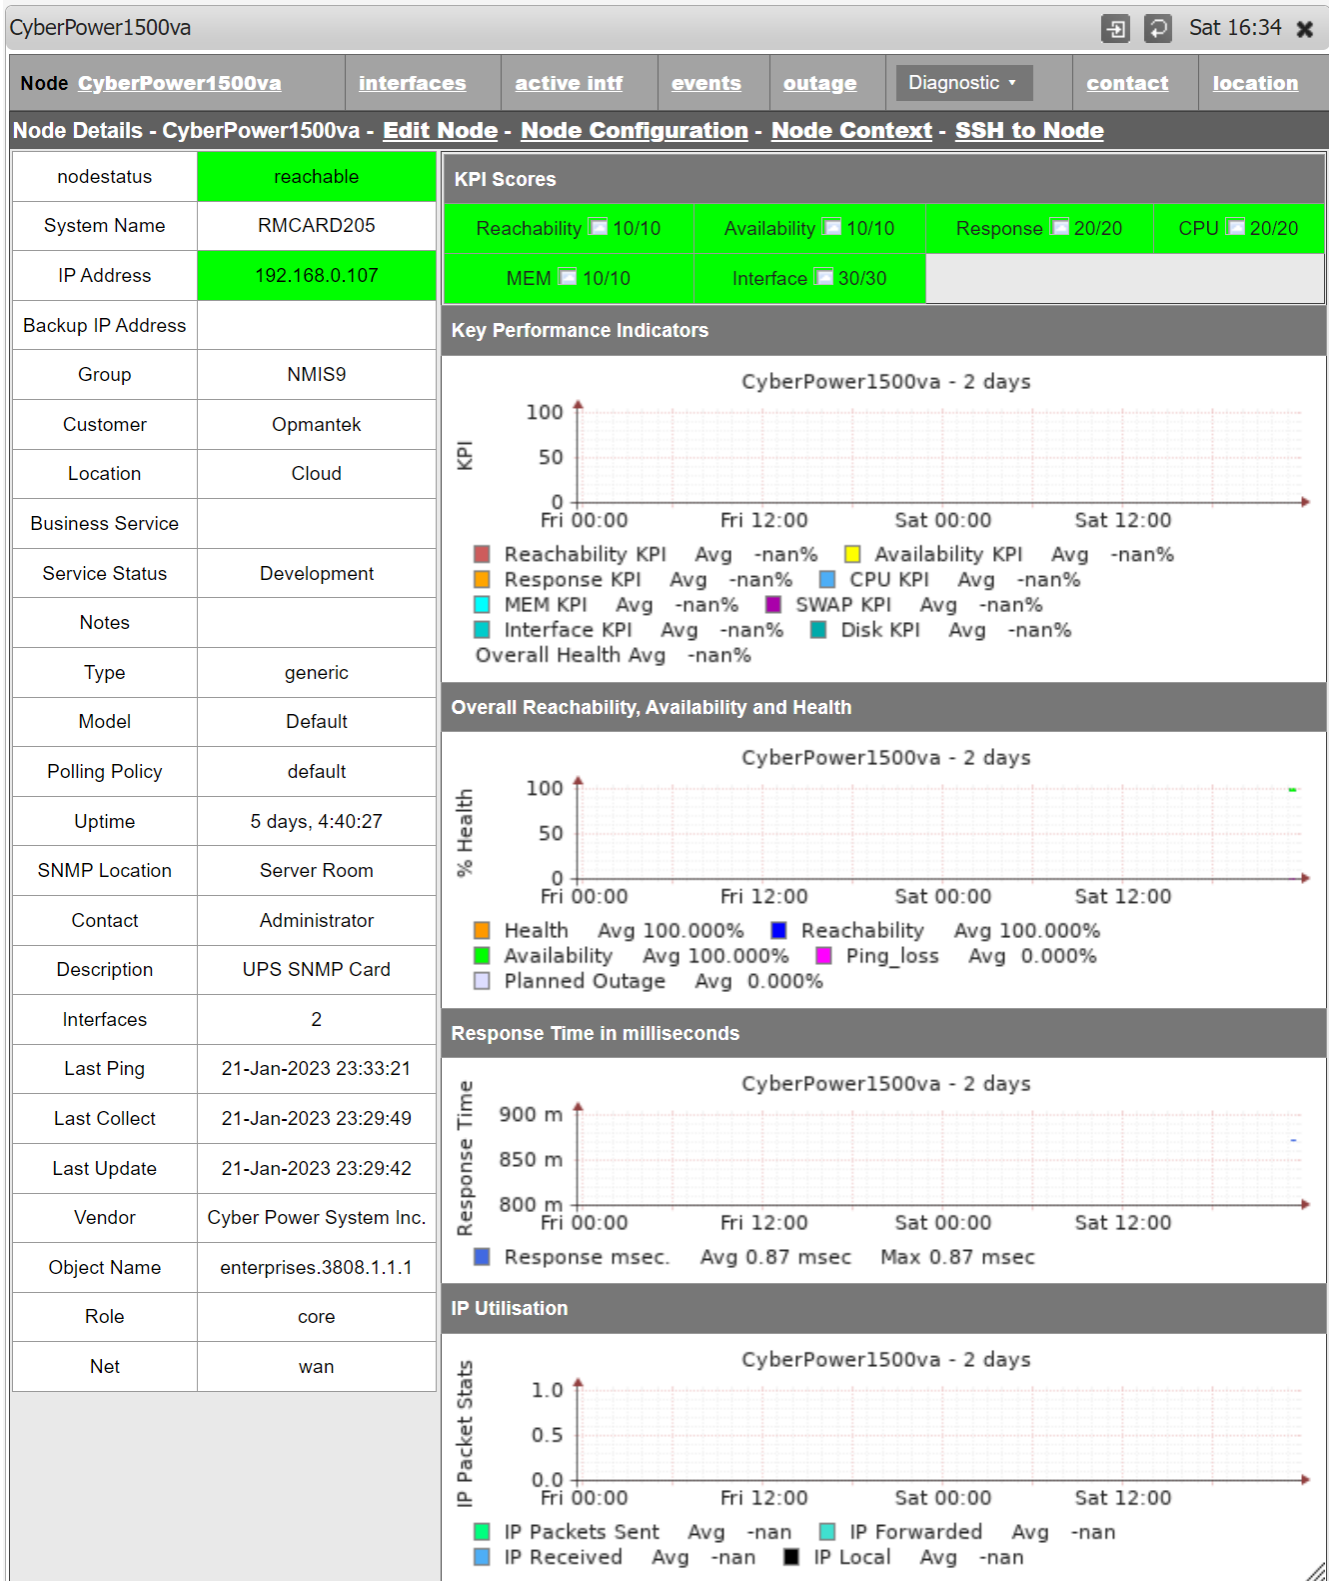 CyberPower1500va Sat 16:34
Node CyberPower1500va interfaces active intf events outage Diagnostic contact location
Node Details - CyberPower1500va - Edit Node - Node Configuration - Node Context - SSH to Node
nodestatus reachable
System Name RMCARD205
IP Address 192.168.0.107
Backup IP Address
Group NMIS9
Customer Opmantek
Location Cloud
Business Service
Service Status Development
Notes
Type generic
Model Default
Polling Policy default
Uptime 5 days, 4:40:27
SNMP Location Server Room
Contact Administrator
Description UPS SNMP Card
Interfaces 2
Last Ping 21-Jan-2023 23:33:21
Last Collect 21-Jan-2023 23:29:49
Last Update 21-Jan-2023 23:29:42
Vendor Cyber Power System Inc.
Object Name enterprises.3808.1.1.1
Role core
Net wan
KPI Scores
Reachability 10/10 Availability 10/10 Response 20/20 CPU 20/20
MEM 10/10 Interface 30/30
Key Performance Indicators
CyberPower1500va - 2 days
KPI
100
50
0
Fri 00:00 Fri 12:00 Sat 00:00 Sat 12:00
Reachability KPI Avg -nan% Availability KPI Avg -nan%
Response KPI Avg -nan% CPU KPI Avg -nan%
MEM KPI Avg -nan% SWAP KPI Avg -nan%
Interface KPI Avg -nan% Disk KPI Avg -nan%
Overall Health Avg -nan%
Overall Reachability, Availability and Health
CyberPower1500va - 2 days
% Health
100
50
0
Fri 00:00 Fri 12:00 Sat 00:00 Sat 12:00
Health Avg 100.000% Reachability Avg 100.000%
Availability Avg 100.000% Ping_loss Avg 0.000%
Planned Outage Avg 0.000%
Response Time in milliseconds
CyberPower1500va - 2 days
Response Time
900 m
850 m
800 m
Fri 00:00 Fri 12:00 Sat 00:00 Sat 12:00
Response msec. Avg 0.87 msec Max 0.87 msec
IP Utilisation
CyberPower1500va - 2 days
IP Packet Stats
1.0
0.5
0.0
Fri 00:00 Fri 12:00 Sat 00:00 Sat 12:00
IP Packets Sent Avg -nan IP Forwarded Avg -nan
IP Received Avg -nan IP Local Avg -nan